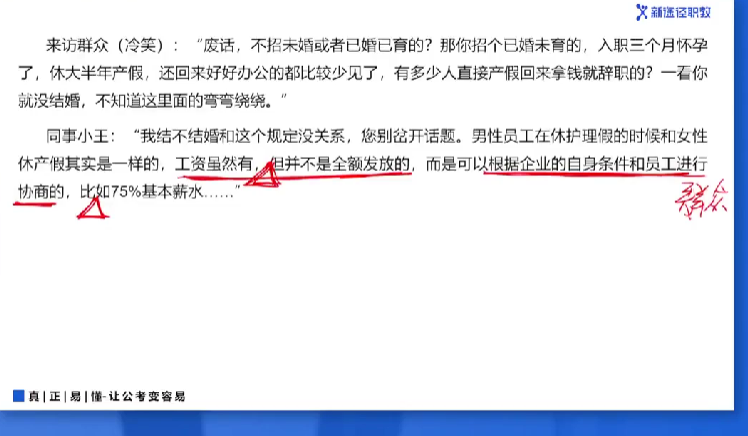 新途径职教
来访群众（冷笑）：“废话，不招未婚或者已婚已育的？那你招个已婚未育的，入职三个月怀孕
了，休大半年产假，还回来好好办公的都比较少见了，有多少人直接产假回来拿钱就辞职的？一看你
就没结婚，不知道这里面的弯弯绕绕。”
同事小王：“我结不结婚和这个规定没关系，您别岔开话题。男性员工在休护理假的时候和女性
休产假其实是一样的，工资虽然有，但并不是全额发放的，而是可以根据企业的自身条件和员工进行
协商的，比如75%基本薪水……”
群众
真|正|易|懂-让公考变容易